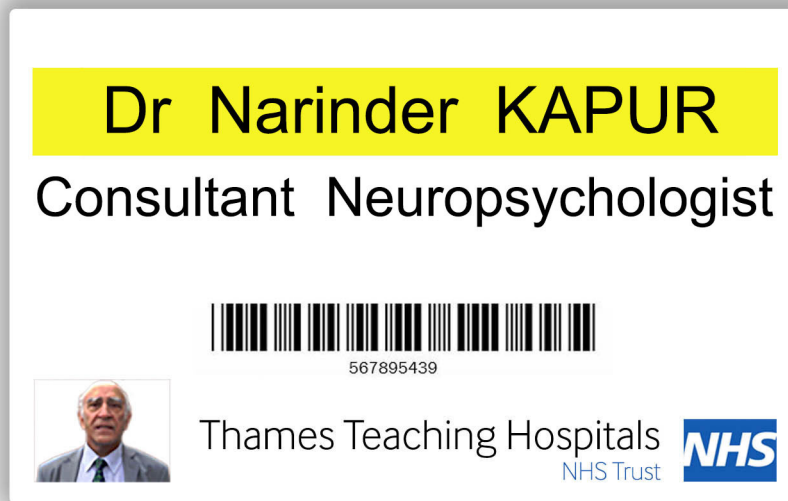 Dr Narinder KAPUR
Consultant Neuropsychologist
567895439
Thames Teaching Hospitals
NHS
NHS Trust